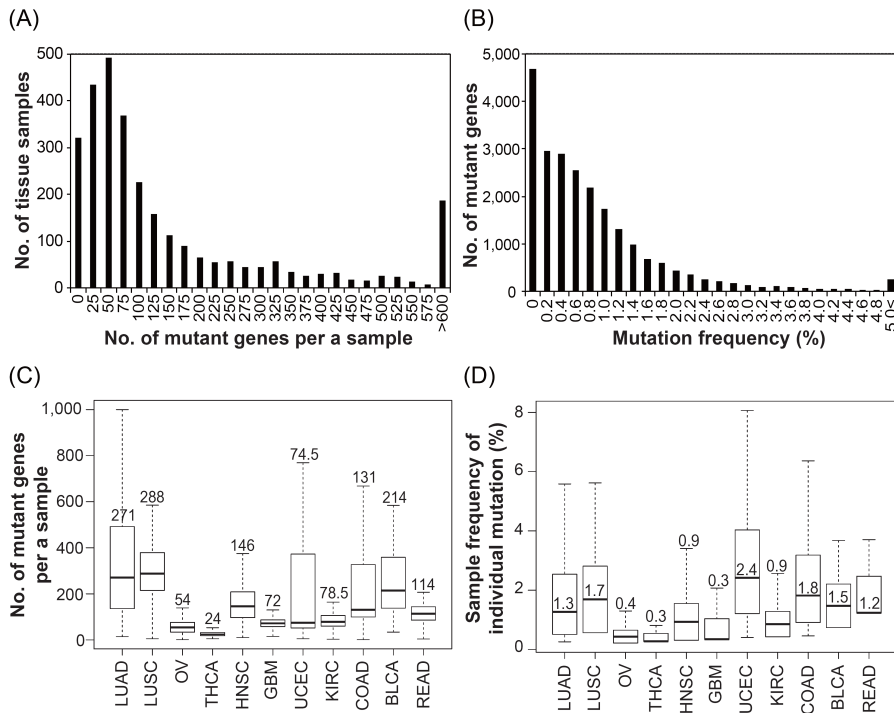 (A)
No. of tissue samples
500
400
300
200
100
0
0 25 50 75 100 125 150 175 200 225 250 275 300 325 350 375 400 425 450 475 500 525 550 575 >600
No. of mutant genes per a sample
(B)
No. of mutant genes
5,000
4,000
3,000
2,000
1,000
0
0 0.2 0.4 0.6 0.8 1.0 1.2 1.4 1.6 1.8 2.0 2.2 2.4 2.6 2.8 3.0 3.2 3.4 3.6 3.8 4.0 4.2 4.4 4.6 4.8 5.0<
Mutation frequency (%)
(C)
No. of mutant genes
per a sample
1,000
800
600
400
200
0
271 288 54 24 146 72 74.5 78.5 131 214 114
LUAD LUSC OV THCA HNSC GBM UCEC KIRC COAD BLCA READ
(D)
Sample frequency of
individual mutation (%)
8
6
4
2
0
1.3 1.7 0.4 0.3 0.9 0.3 2.4 0.9 1.8 1.5 1.2
LUAD LUSC OV THCA HNSC GBM UCEC KIRC COAD BLCA READ